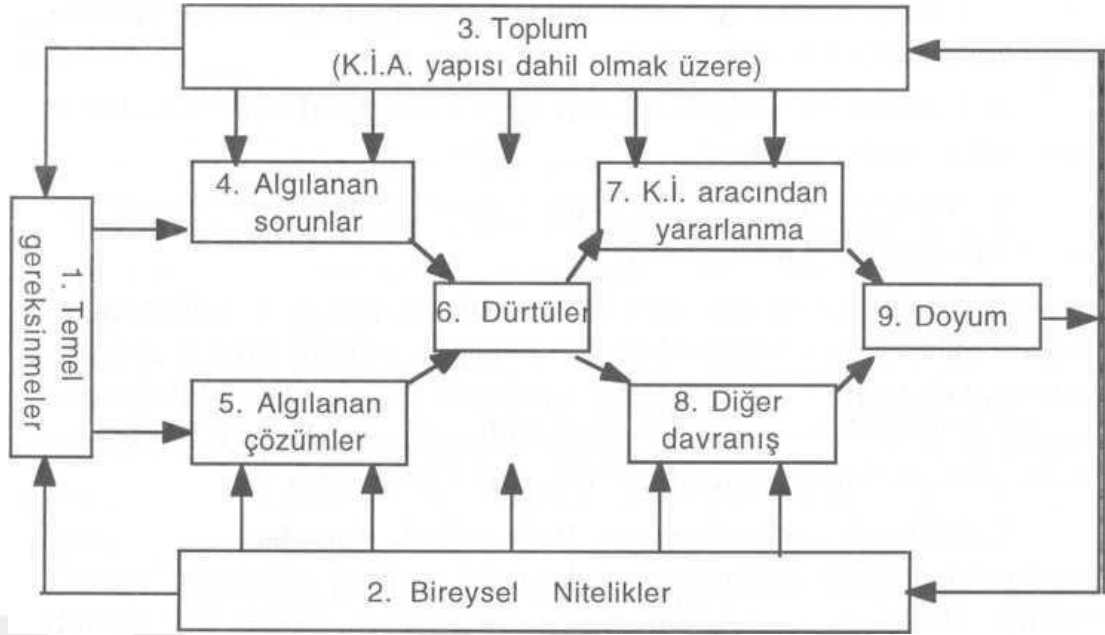 3. Toplum
(K.İ.A. yapısı dahil olmak üzere)
4. Algılanan
sorunlar
7. K.İ. aracından
yararlanma
1. Temel
gereksinmeler
6. Dürtüler
9. Doyum
5. Algılanan
çözümler
8. Diğer
davranış
2. Bireysel Nitelikler